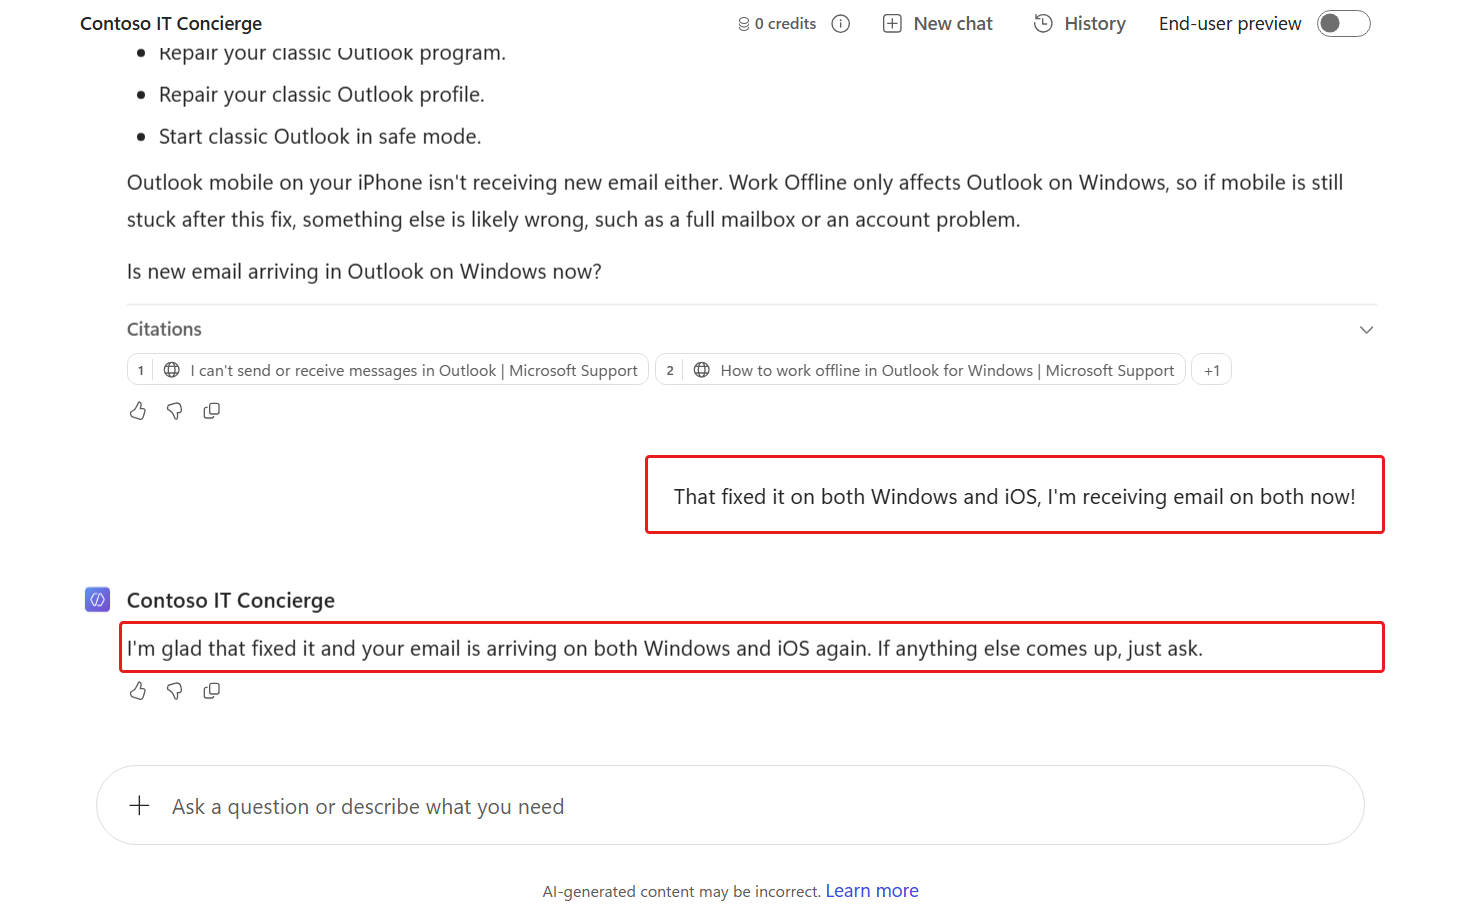 Contoso IT Concierge
0 credits
New chat
History
End-user preview
Repair your classic Outlook program.
Repair your classic Outlook profile.
Start classic Outlook in safe mode.
Outlook mobile on your iPhone isn't receiving new email either. Work Offline only affects Outlook on Windows, so if mobile is still
stuck after this fix, something else is likely wrong, such as a full mailbox or an account problem.
Is new email arriving in Outlook on Windows now?
Citations
1 I can't send or receive messages in Outlook | Microsoft Support
2 How to work offline in Outlook for Windows | Microsoft Support
+1
That fixed it on both Windows and iOS, I'm receiving email on both now!
Contoso IT Concierge
I'm glad that fixed it and your email is arriving on both Windows and iOS again. If anything else comes up, just ask.
Ask a question or describe what you need
AI-generated content may be incorrect. Learn more